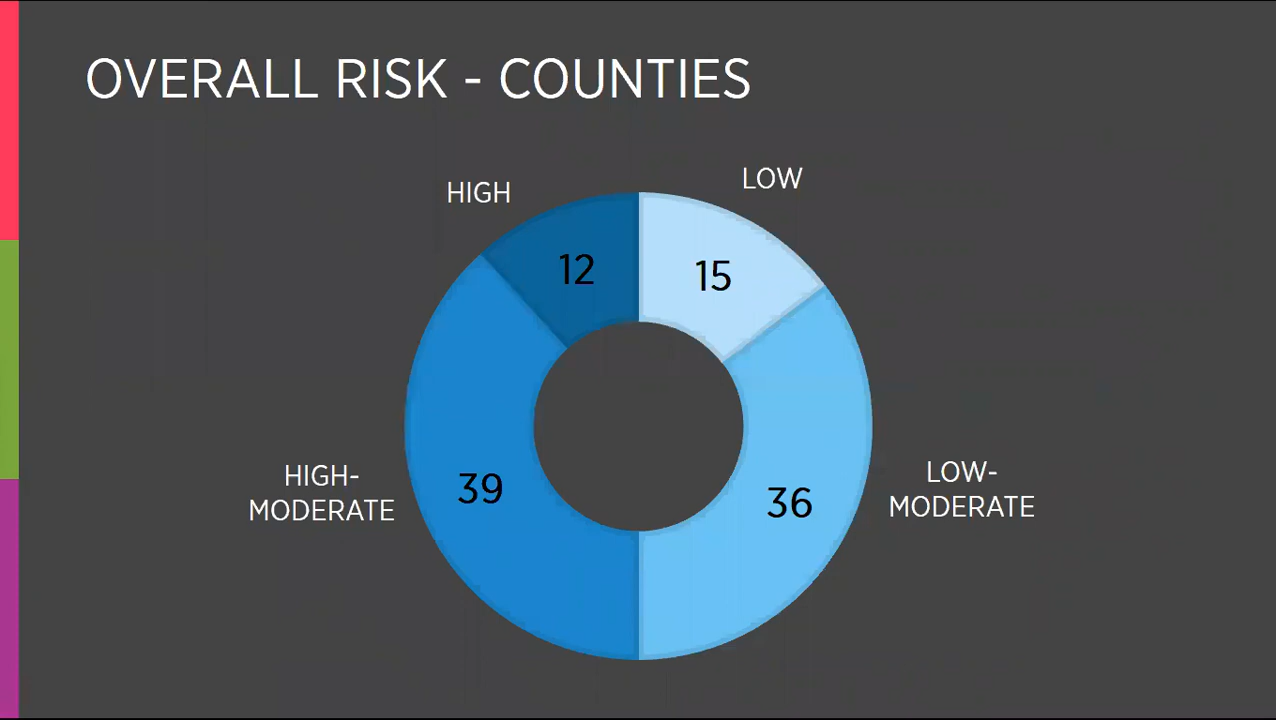 OVERALL RISK - COUNTIES
HIGH
LOW
12
15
39
36
HIGH-
MODERATE
LOW-
MODERATE